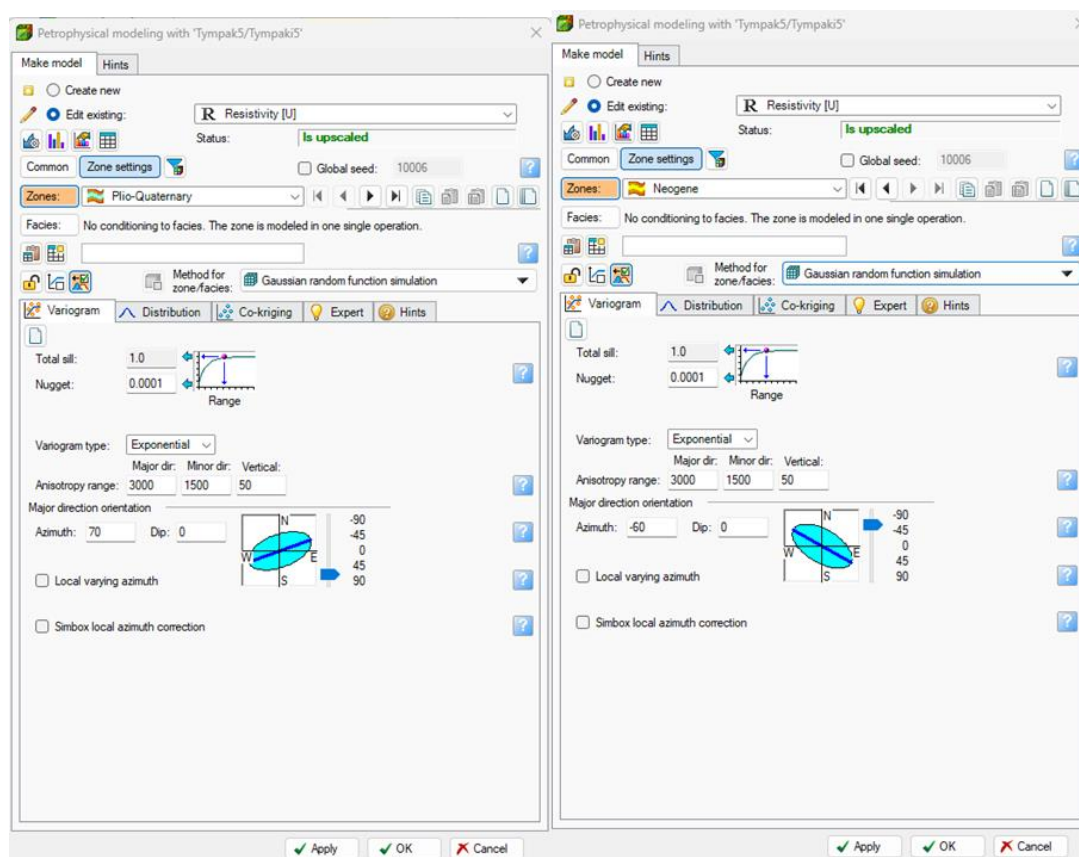 Petrophysical modeling with 'Tympak5/Tympaki5'
Make model Hints
Create new
Edit existing: R Resistivity [U]
Status: Is upscaled
Common Zone settings Global seed: 10006
Zones: Plio-Quaternary
Facies: No conditioning to facies. The zone is modeled in one single operation.
Method for zone/facies: Gaussian random function simulation
Variogram Distribution Co-kriging Expert Hints
Total sill: 1.0
Nugget: 0.0001
Range
Variogram type: Exponential
Major dir: Minor dir: Vertical:
Anisotropy range: 3000 1500 50
Major direction orientation
Azimuth: 70 Dip: 0
N
W E
S
-90
-45
0
45
90
Local varying azimuth
Simbox local azimuth correction
Apply OK Cancel
Petrophysical modeling with 'Tympak5/Tympaki5'
Make model Hints
Create new
Edit existing: R Resistivity [U]
Status: Is upscaled
Common Zone settings Global seed: 10006
Zones: Neogene
Facies: No conditioning to facies. The zone is modeled in one single operation.
Method for zone/facies: Gaussian random function simulation
Variogram Distribution Co-kriging Expert Hints
Total sill: 1.0
Nugget: 0.0001
Range
Variogram type: Exponential
Major dir: Minor dir: Vertical:
Anisotropy range: 3000 1500 50
Major direction orientation
Azimuth: -60 Dip: 0
N
W E
S
-90
-45
0
45
90
Local varying azimuth
Simbox local azimuth correction
Apply OK Cancel